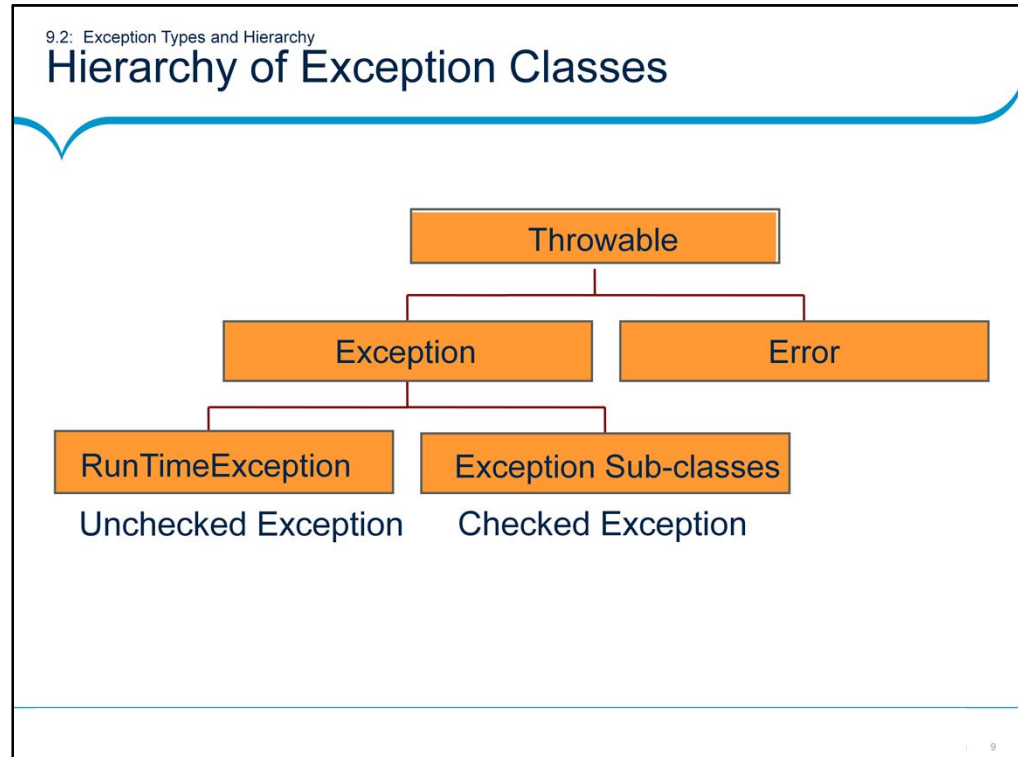 9.2: Exception Types and Hierarchy
Hierarchy of Exception Classes
Throwable
Exception
Error
RunTimeException
Exception Sub-classes
Unchecked Exception
Checked Exception
9